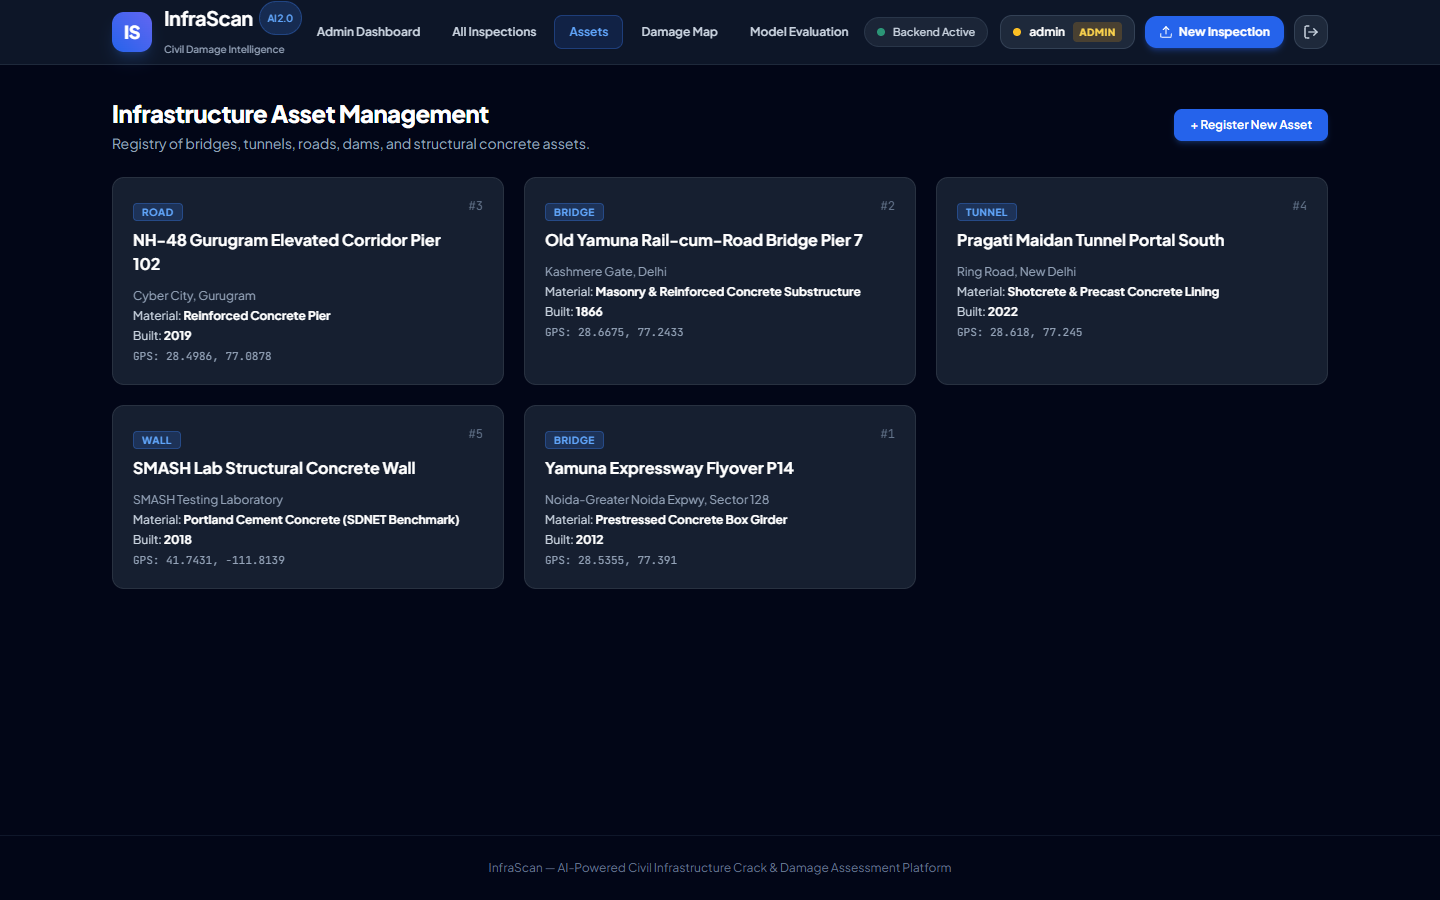 IS
InfraScan
AI2.0
Civil Damage Intelligence
Admin Dashboard
All Inspections
Assets
Damage Map
Model Evaluation
Backend Active
admin ADMIN
New Inspection
Infrastructure Asset Management
Registry of bridges, tunnels, roads, dams, and structural concrete assets.
+ Register New Asset
ROAD
#3
NH-48 Gurugram Elevated Corridor Pier
102
Cyber City, Gurugram
Material: Reinforced Concrete Pier
Built: 2019
GPS: 28.4986, 77.0878
BRIDGE
#2
Old Yamuna Rail-cum-Road Bridge Pier 7
Kashmere Gate, Delhi
Material: Masonry & Reinforced Concrete Substructure
Built: 1866
GPS: 28.6675, 77.2433
TUNNEL
#4
Pragati Maidan Tunnel Portal South
Ring Road, New Delhi
Material: Shotcrete & Precast Concrete Lining
Built: 2022
GPS: 28.618, 77.245
WALL
#5
SMASH Lab Structural Concrete Wall
SMASH Testing Laboratory
Material: Portland Cement Concrete (SDNET Benchmark)
Built: 2018
GPS: 41.7431, -111.8139
BRIDGE
#1
Yamuna Expressway Flyover P14
Noida-Greater Noida Expwy, Sector 128
Material: Prestressed Concrete Box Girder
Built: 2012
GPS: 28.5355, 77.391
InfraScan — AI-Powered Civil Infrastructure Crack & Damage Assessment Platform